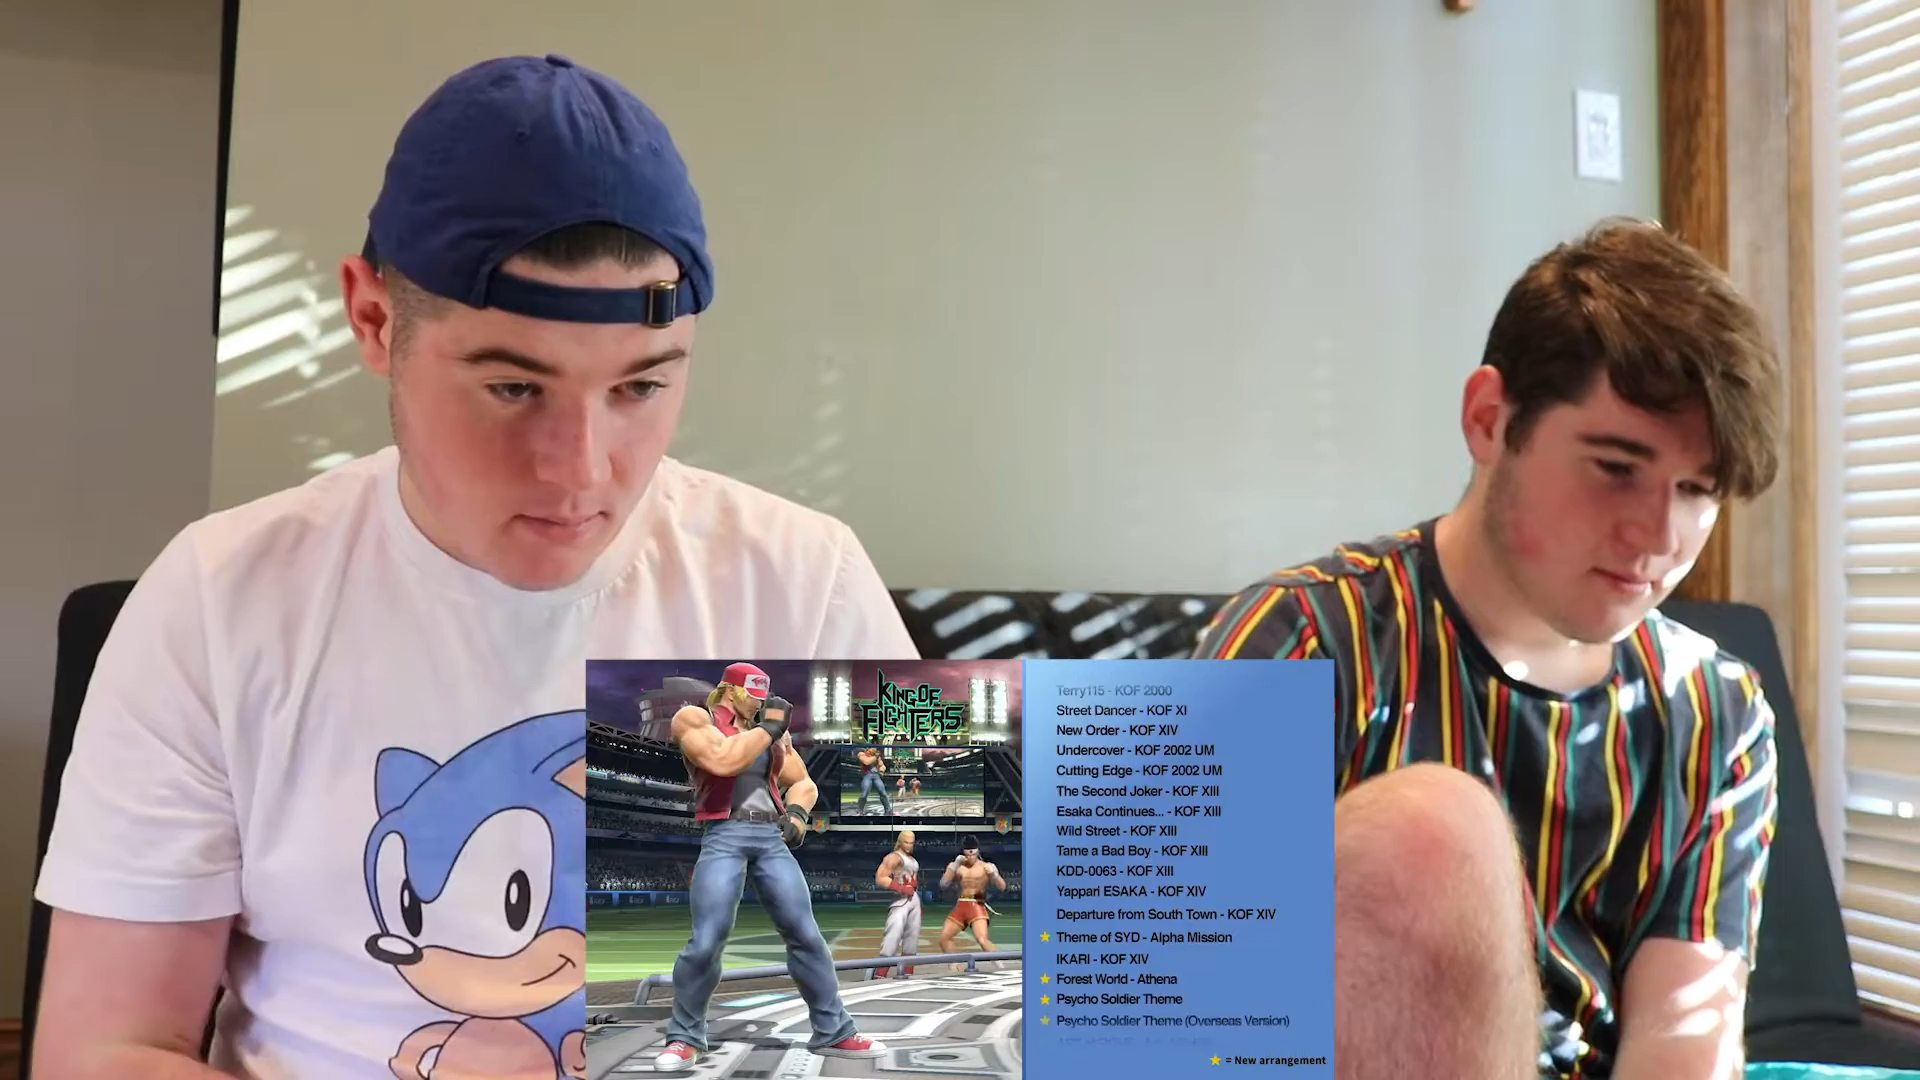 KING OF
FIGHTERS
Terry115 - KOF 2000
Street Dancer - KOF XI
New Order - KOF XIV
Undercover - KOF 2002 UM
Cutting Edge - KOF 2002 UM
The Second Joker - KOF XIII
Esaka Continues... - KOF XIII
Wild Street - KOF XIII
Tame a Bad Boy - KOF XIII
KDD-0063 - KOF XIII
Yappari ESAKA - KOF XIV
Departure from South Town - KOF XIV
★ Theme of SYD - Alpha Mission
IKARI - KOF XIV
★ Forest World - Athena
★ Psycho Soldier Theme
★ Psycho Soldier Theme (Overseas Version)
★ = New arrangement